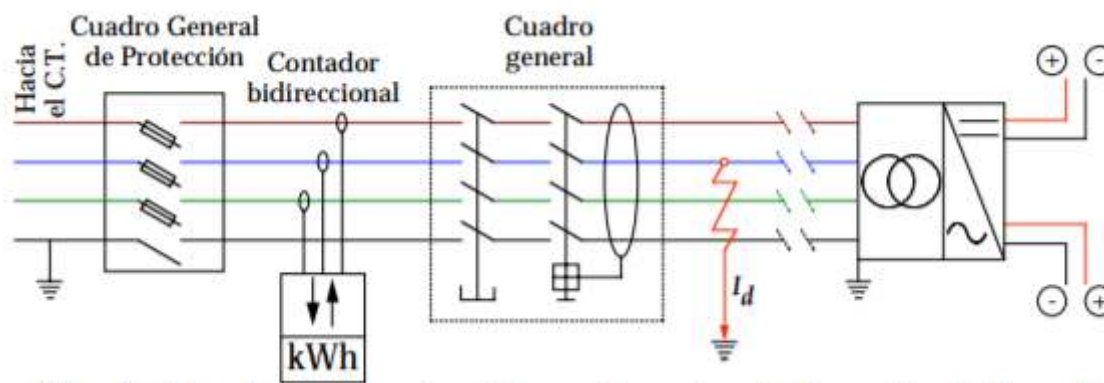 Cuadro General
de Protección
Hacia
el C.T.
Contador
bidireccional
Cuadro
general
+
-
I_d
kWh
-
+